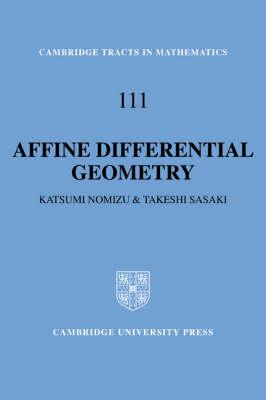 CAMBRIDGE TRACTS IN MATHEMATICS
111
AFFINE DIFFERENTIAL
GEOMETRY
KATSUMI NOMIZU & TAKESHI SASAKI
CAMBRIDGE UNIVERSITY PRESS